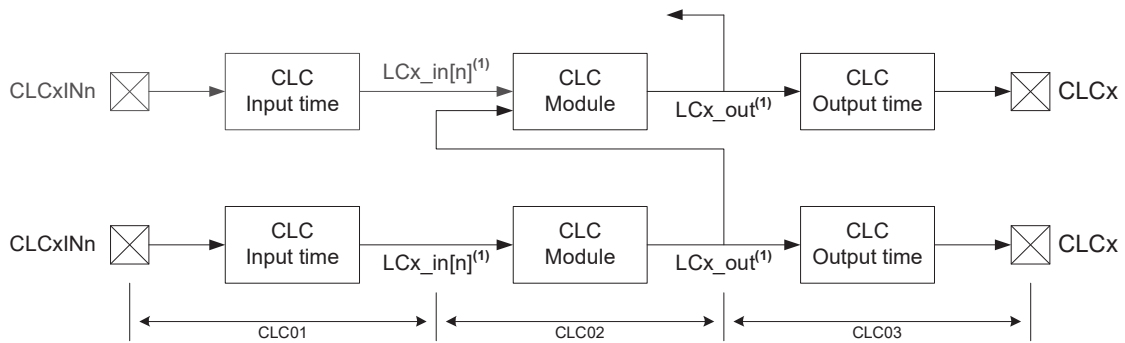 CLCxINn
CLC
Input time
LCx_in[n](1)
CLC
Module
LCx_out(1)
CLC
Output time
CLCx
CLCxINn
CLC
Input time
LCx_in[n](1)
CLC
Module
LCx_out(1)
CLC
Output time
CLCx
CLC01
CLC02
CLC03